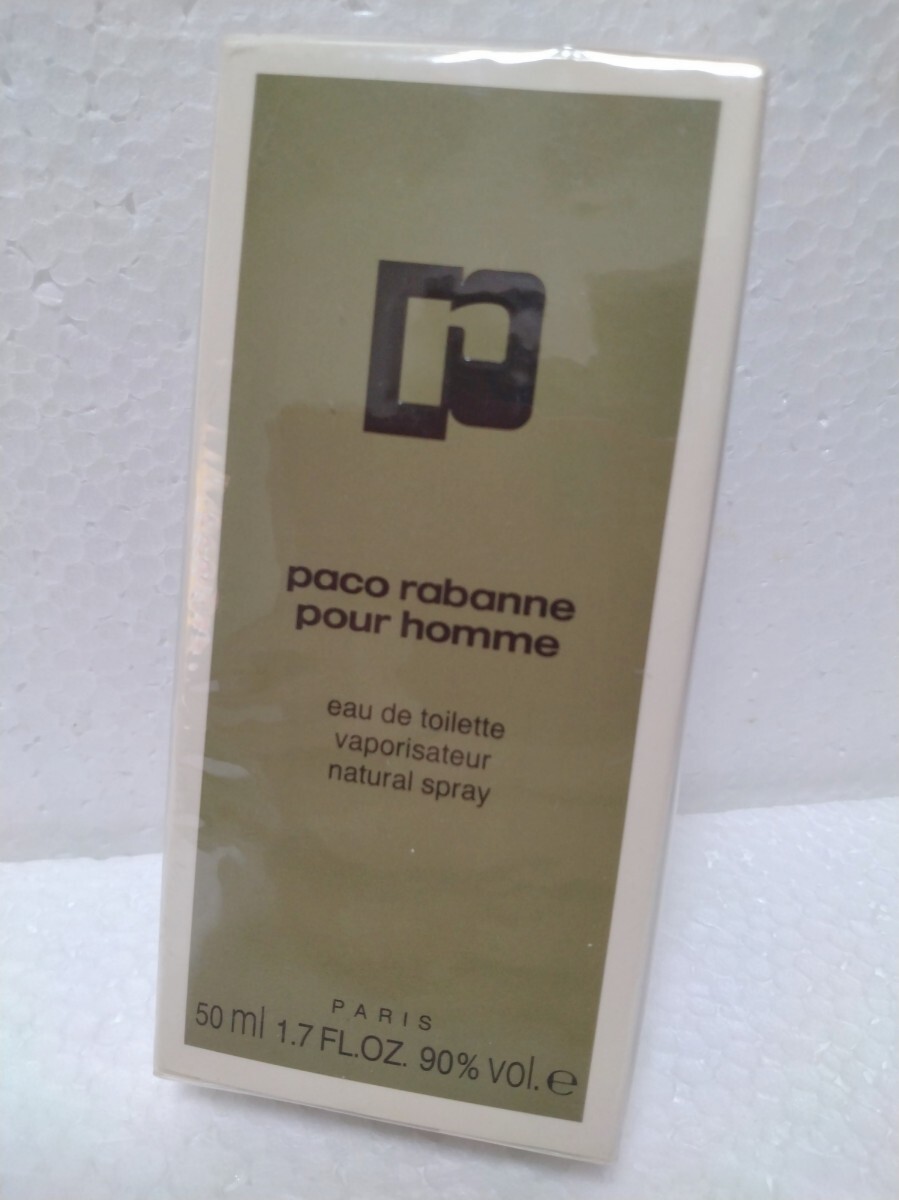 pr
paco rabanne
pour homme
eau de toilette
vaporisateur
natural spray
PARIS
50 ml 1.7 FL.OZ. 90% vol. ℮